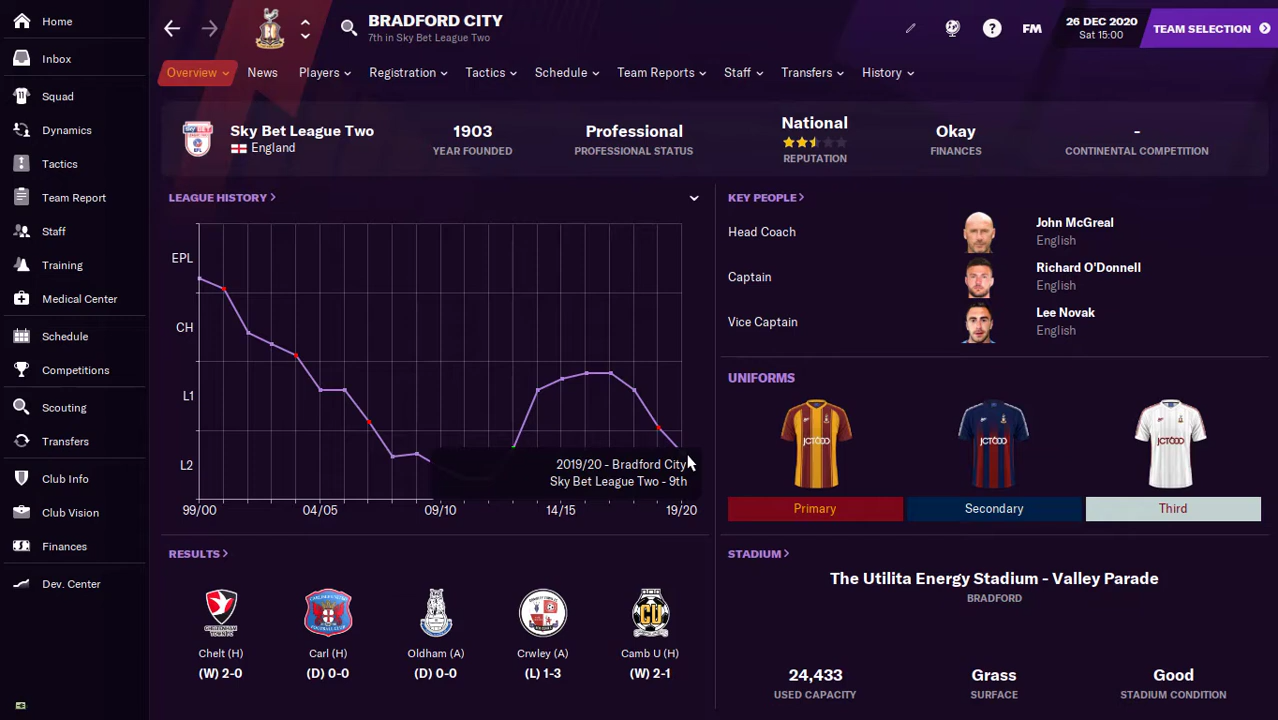 Home
Inbox
Squad
Dynamics
Tactics
Team Report
Staff
Training
Medical Center
Schedule
Competitions
Scouting
Transfers
Club Info
Club Vision
Finances
Dev. Center
BRADFORD CITY
7th in Sky Bet League Two
FM
26 DEC 2020
Sat 15:00
TEAM SELECTION
Overview
News
Players
Registration
Tactics
Schedule
Team Reports
Staff
Transfers
History
Sky Bet League Two
England
1903
YEAR FOUNDED
Professional
PROFESSIONAL STATUS
National
REPUTATION
Okay
FINANCES
-
CONTINENTAL COMPETITION
LEAGUE HISTORY
EPL
CH
L1
L2
99/00
04/05
09/10
14/15
19/20
2019/20 - Bradford City
Sky Bet League Two - 9th
KEY PEOPLE
Head Coach
John McGreal
English
Captain
Richard O'Donnell
English
Vice Captain
Lee Novak
English
UNIFORMS
JCT600
JCT600
JCT600
Primary
Secondary
Third
RESULTS
Chelt (H)
(W) 2-0
Carl (H)
(D) 0-0
Oldham (A)
(D) 0-0
Crwley (A)
(L) 1-3
CU
Camb U (H)
(W) 2-1
STADIUM
The Utilita Energy Stadium - Valley Parade
BRADFORD
24,433
USED CAPACITY
Grass
SURFACE
Good
STADIUM CONDITION